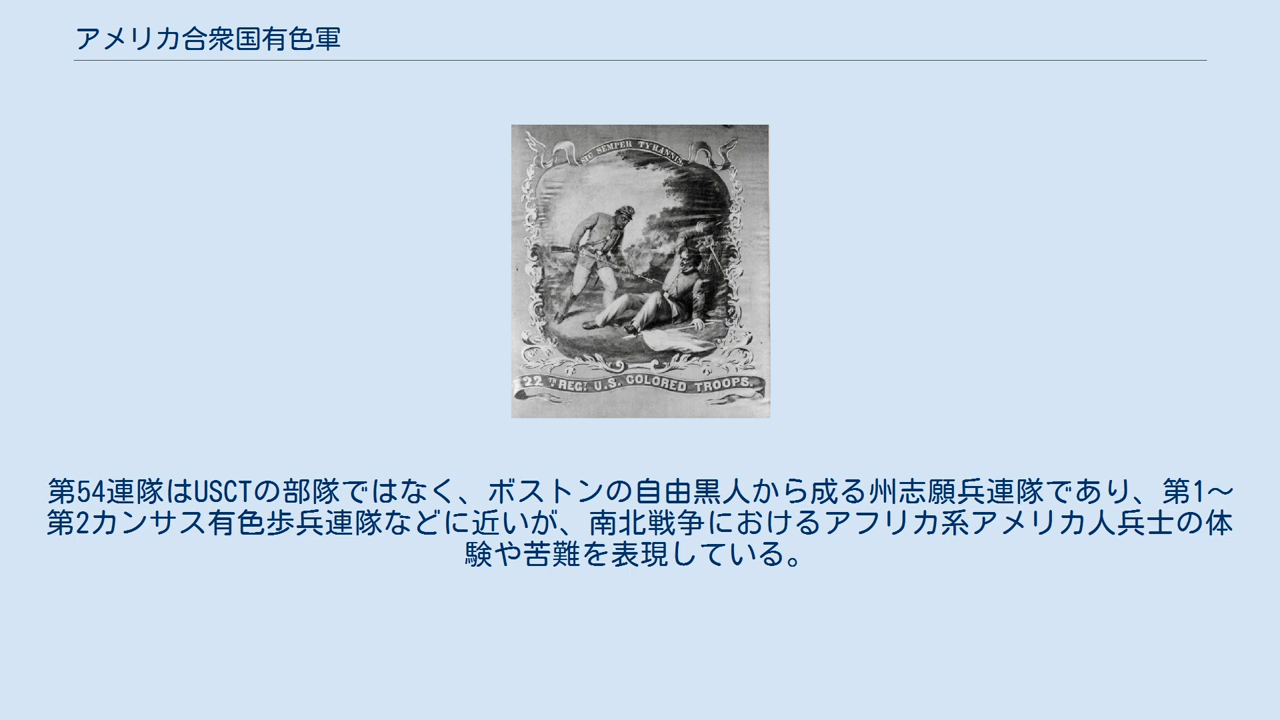 アメリカ合衆国有色軍
SIC SEMPER TYRANNIS
22TH REGT U.S. COLORED TROOPS.
第54連隊はUSCTの部隊ではなく、ボストンの自由黒人から成る州志願兵連隊であり、第1〜
第2カンサス有色歩兵連隊などに近いが、南北戦争におけるアフリカ系アメリカ人兵士の体
験や苦難を表現している。